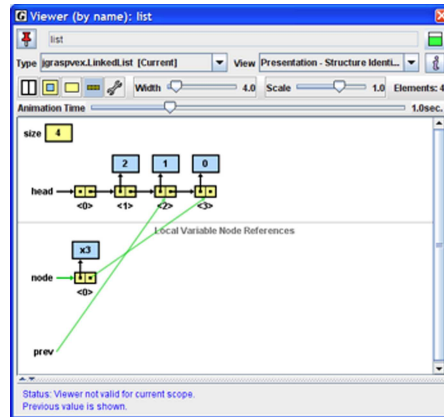 Viewer (by name): list
list
Type jgraspvex.LinkedList [Current] View Presentation - Structure Identi...
Width 4.0 Scale 1.0 Elements: 4
Animation Time 1.0sec.
size 4
2 1 0
head
<0> <1> <2> <3>
Local Variable Node References
x3
node
<0>
prev
Status: Viewer not valid for current scope.
Previous value is shown.